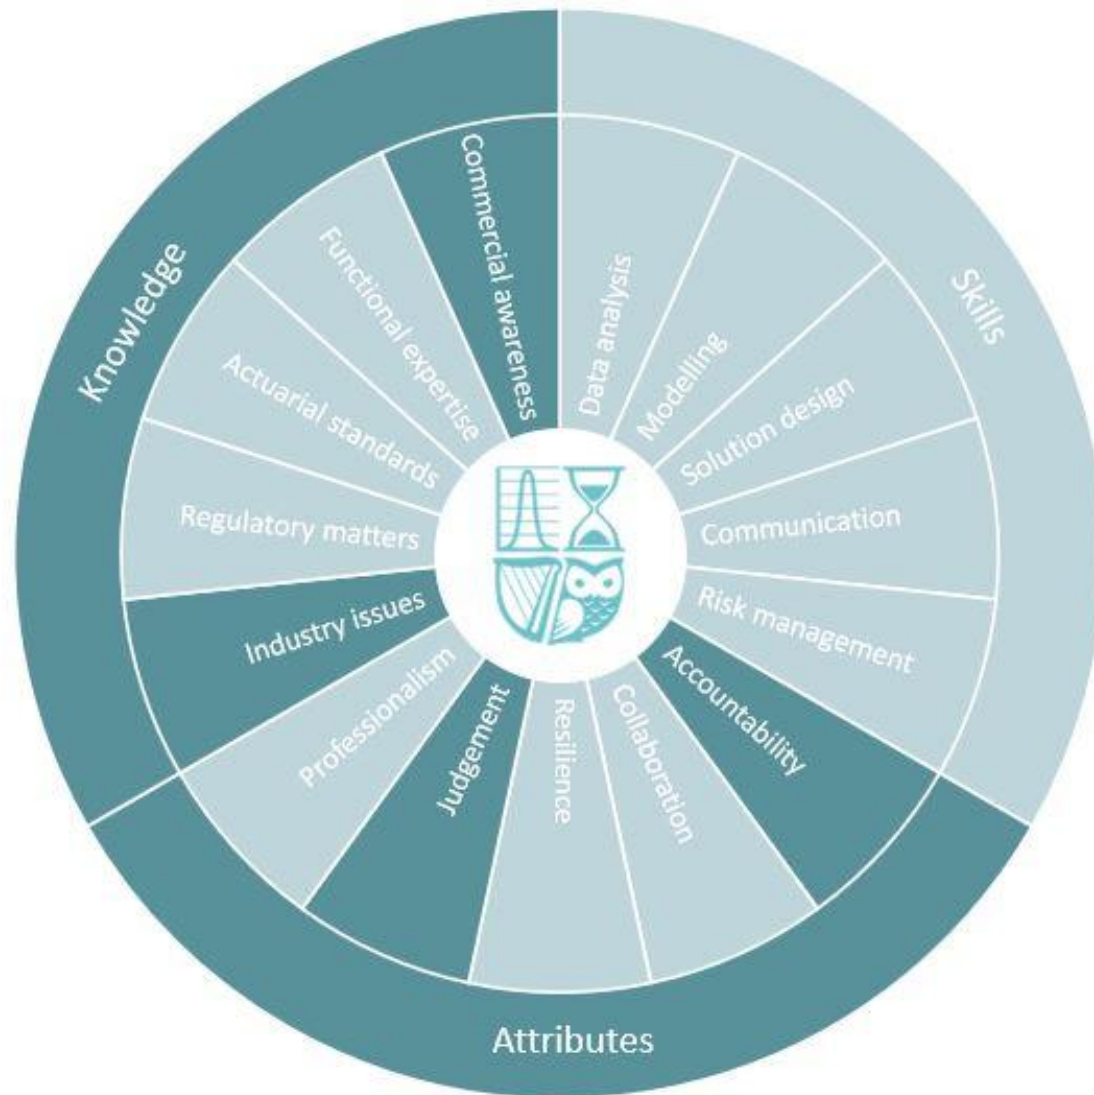 Skills
Data analysis
Modelling
Solution design
Communication
Risk management
Attributes
Accountability
Collaboration
Resilience
Judgement
Professionalism
Knowledge
Industry issues
Regulatory matters
Actuarial standards
Functional expertise
Commercial awareness